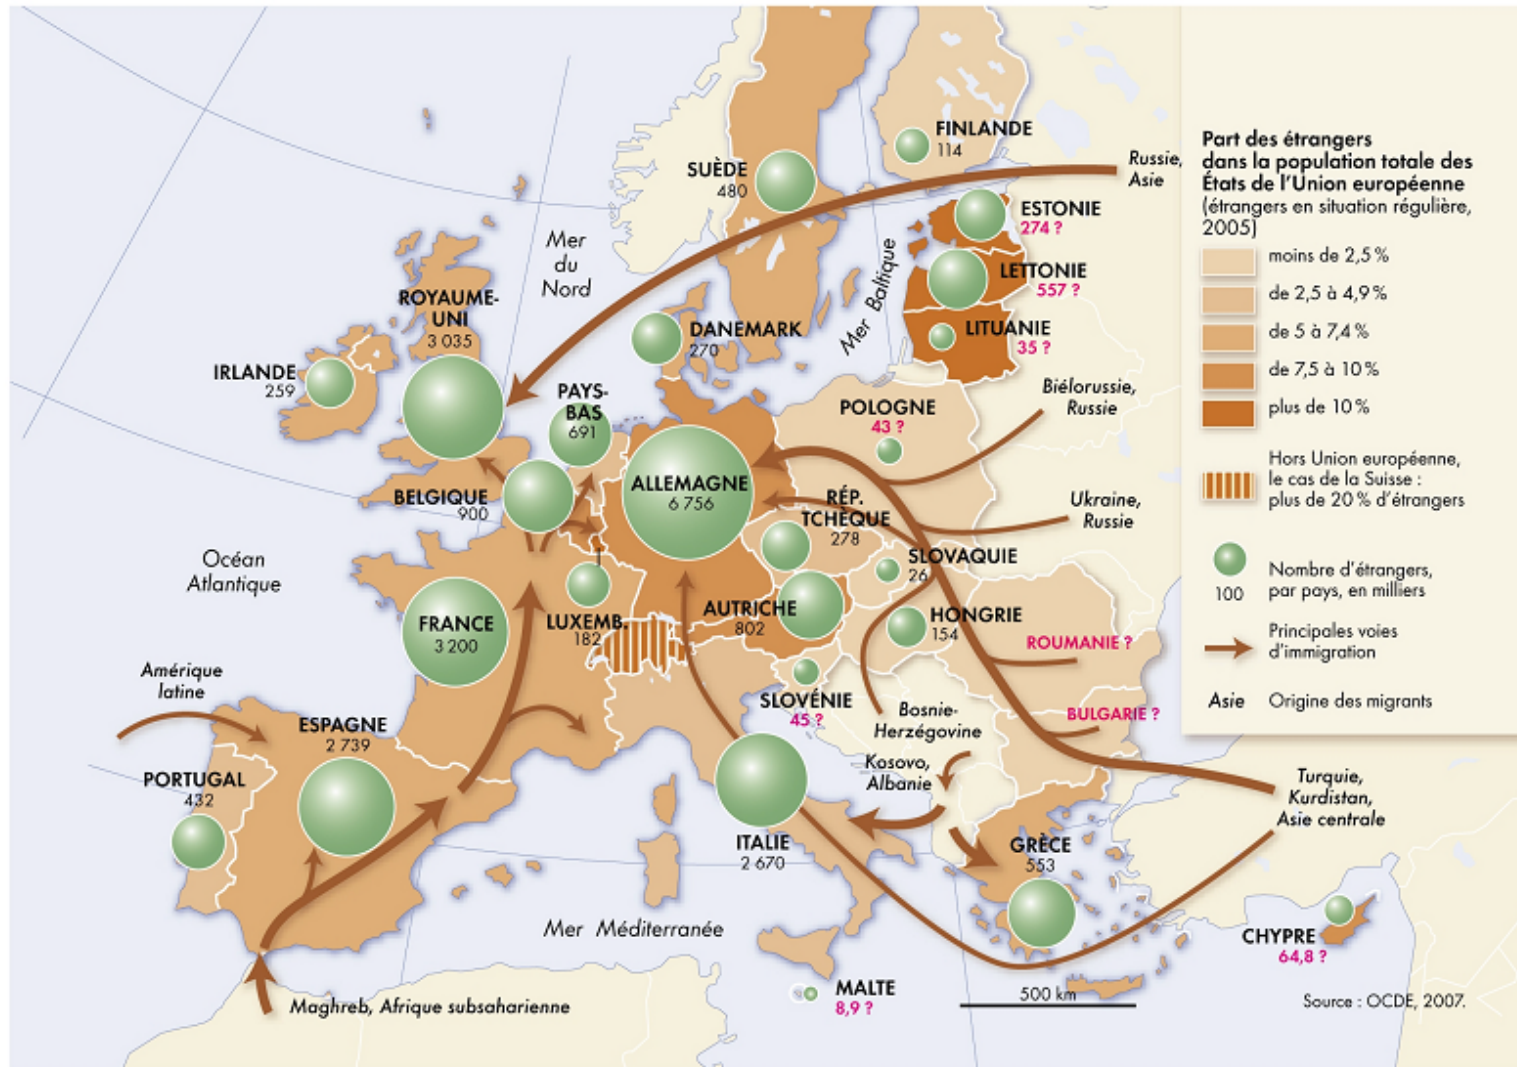 FINLANDE
114
SUÈDE
480
Russie,
Asie
ESTONIE
274 ?
Mer
du
Nord
Mer Baltique
LETTONIE
557 ?
ROYAUME-
UNI
3 035
DANEMARK
270
LITUANIE
35 ?
IRLANDE
259
PAYS-
BAS
691
Biélorussie,
Russie
POLOGNE
43 ?
ALLEMAGNE
6 756
BELGIQUE
900
RÉP.
TCHÈQUE
278
Ukraine,
Russie
Océan
Atlantique
SLOVAQUIE
26
FRANCE
3 200
LUXEMB.
182
AUTRICHE
802
HONGRIE
154
ROUMANIE ?
Amérique
latine
SLOVÉNIE
45 ?
Bosnie-
Herzégovine
BULGARIE ?
ESPAGNE
2 739
Kosovo,
Albanie
PORTUGAL
432
Turquie,
Kurdistan,
Asie centrale
ITALIE
2 670
GRÈCE
553
Mer Méditerranée
CHYPRE
64,8 ?
MALTE
8,9 ?
500 km
Maghreb, Afrique subsaharienne
Source : OCDE, 2007.
Part des étrangers
dans la population totale des
États de l'Union européenne
(étrangers en situation régulière,
2005)
moins de 2,5 %
de 2,5 à 4,9 %
de 5 à 7,4 %
de 7,5 à 10 %
plus de 10 %
Hors Union européenne,
le cas de la Suisse :
plus de 20 % d'étrangers
100
Nombre d'étrangers,
par pays, en milliers
Principales voies
d'immigration
Asie
Origine des migrants